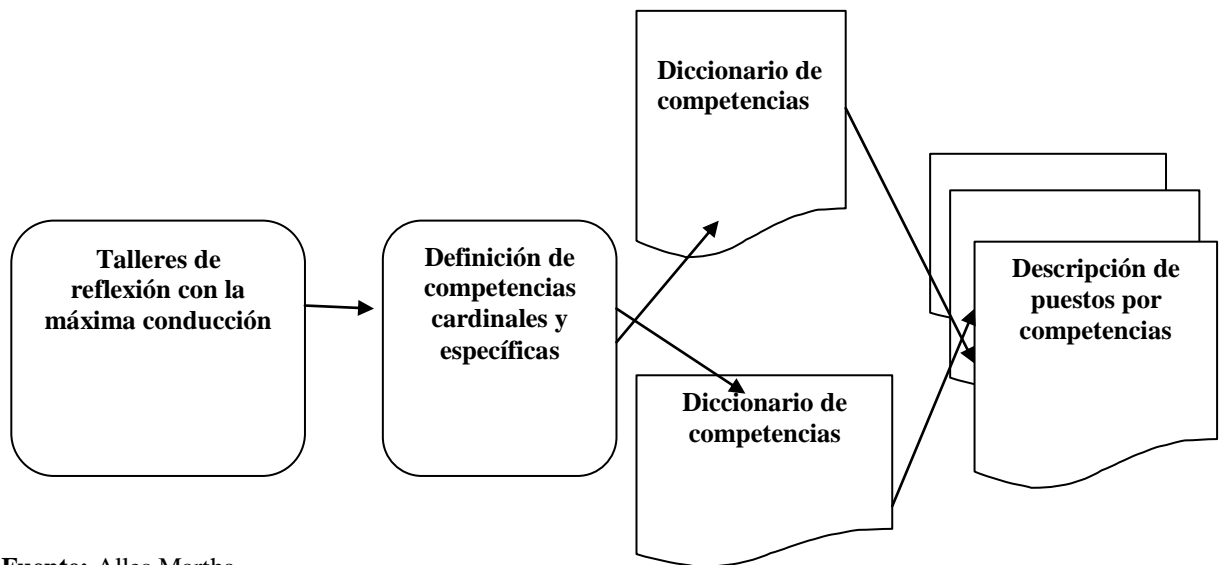 Talleres de
reflexión con la
máxima conducción
Definición de
competencias
cardinales y
específicas
Diccionario de
competencias
Diccionario de
competencias
Descripción de
puestos por
competencias
Fuente: Alles Martha